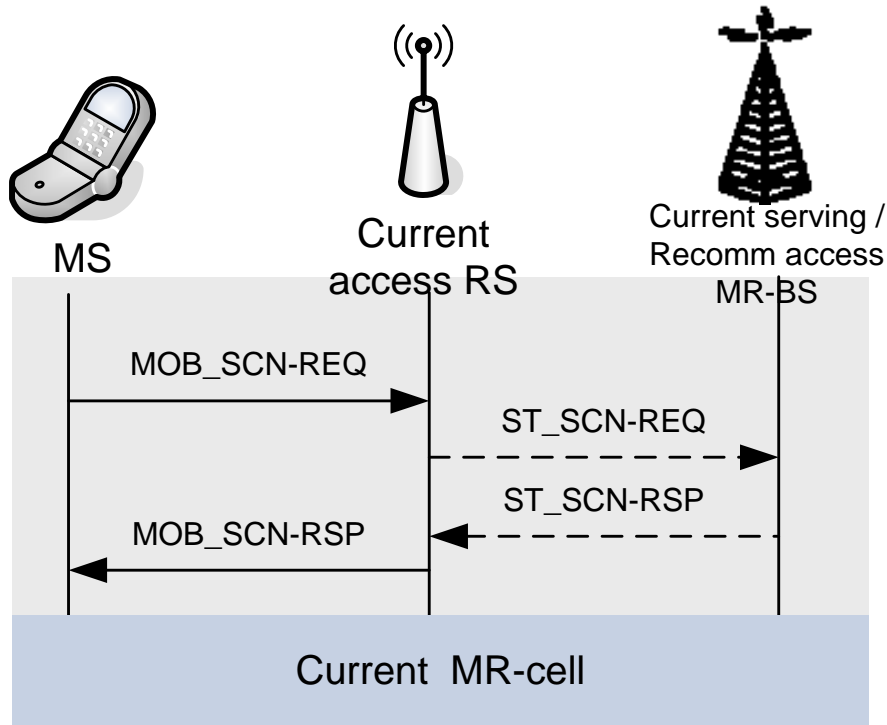 MS
Current
access RS
Current serving /
Recomm access
MR-BS
MOB_SCN-REQ
ST_SCN-REQ
ST_SCN-RSP
MOB_SCN-RSP
Current MR-cell